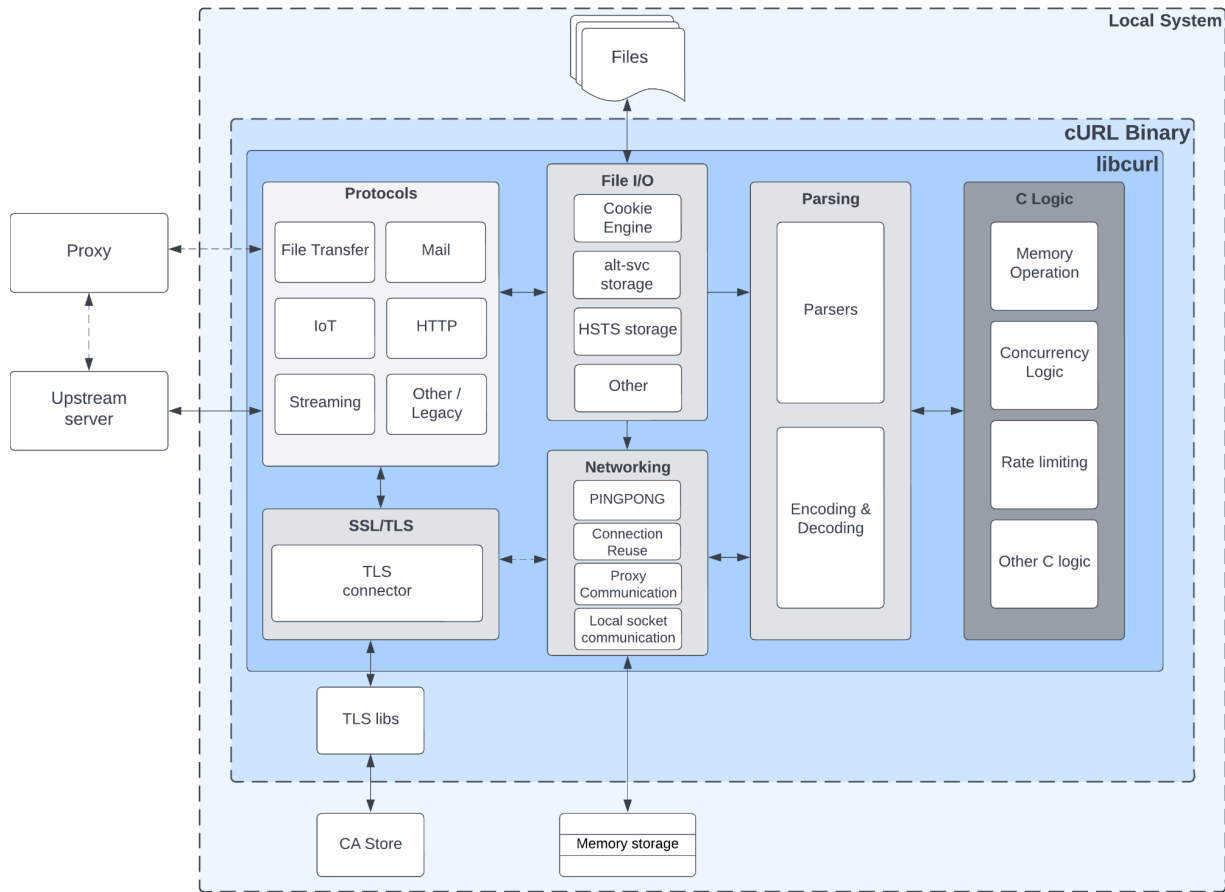 Local System
Files
cURL Binary
libcurl
Protocols
File Transfer
Mail
IoT
HTTP
Streaming
Other /
Legacy
File I/O
Cookie
Engine
alt-svc
storage
HSTS storage
Other
Parsing
Parsers
Encoding &
Decoding
C Logic
Memory
Operation
Concurrency
Logic
Rate limiting
Other C logic
Proxy
Upstream
server
SSL/TLS
TLS
connector
Networking
PINGPONG
Connection
Reuse
Proxy
Communication
Local socket
communication
TLS libs
CA Store
Memory storage